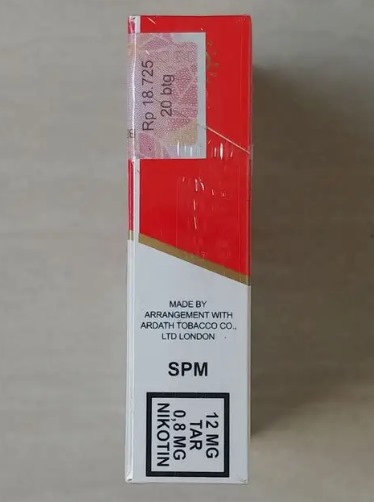 Rp 18.725
20 btg
MADE BY
ARRANGEMENT WITH
ARDATH TOBACCO CO.,
LTD LONDON
SPM
12 MG
TAR
0,8 MG
NIKOTIN